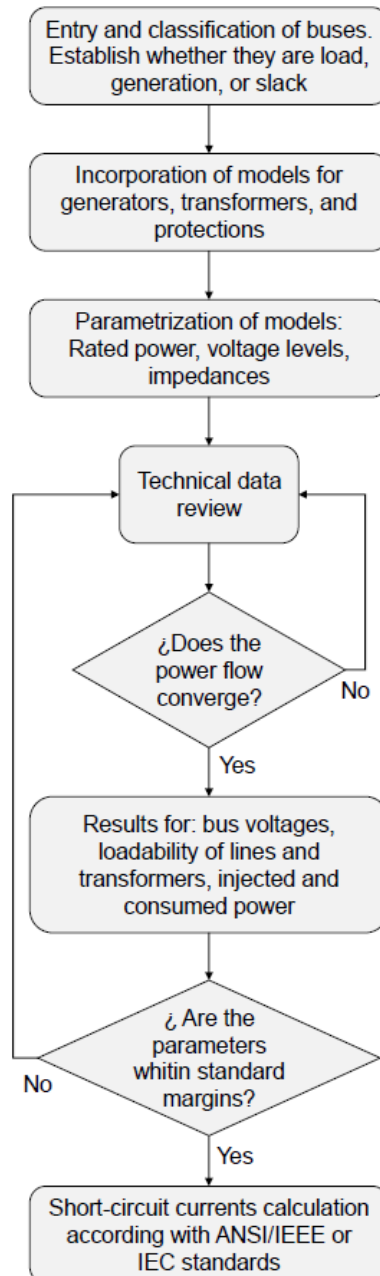 Entry and classification of buses.
Establish whether they are load,
generation, or slack
Incorporation of models for
generators, transformers, and
protections
Parametrization of models:
Rated power, voltage levels,
impedances
Technical data
review
¿Does the
power flow
converge?
No
Yes
Results for: bus voltages,
loadability of lines and
transformers, injected and
consumed power
¿ Are the
parameters
whitin standard
margins?
No
Yes
Short-circuit currents calculation
according with ANSI/IEEE or
IEC standards